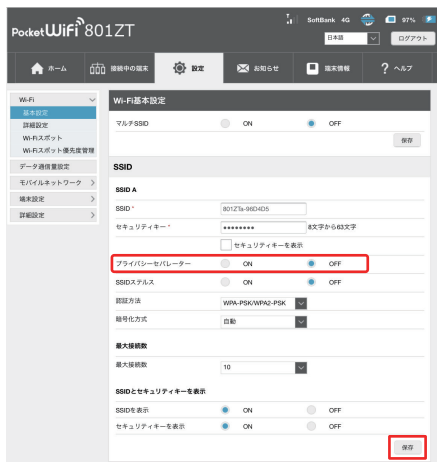 PocketWiFi 801ZT
SoftBank 4G 97%
日本語 ログアウト
ホーム 接続中の端末 設定 お知らせ 端末情報 ヘルプ
Wi-Fi
基本設定
詳細設定
Wi-Fiスポット
Wi-Fiスポット優先度管理
データ通信量設定
モバイルネットワーク
端末設定
詳細設定
Wi-Fi基本設定
マルチSSID ON OFF
保存
SSID
SSID A
SSID * 801ZTa-96D4D5
セキュリティキー * ●●●●●●●● 8文字から63文字
セキュリティキーを表示
プライバシーセパレーター ON OFF
SSIDステルス ON OFF
認証方法 WPA-PSK/WPA2-PSK
暗号化方式 自動
最大接続数
最大接続数 10
SSIDとセキュリティキーを表示
SSIDを表示 ON OFF
セキュリティキーを表示 ON OFF
保存